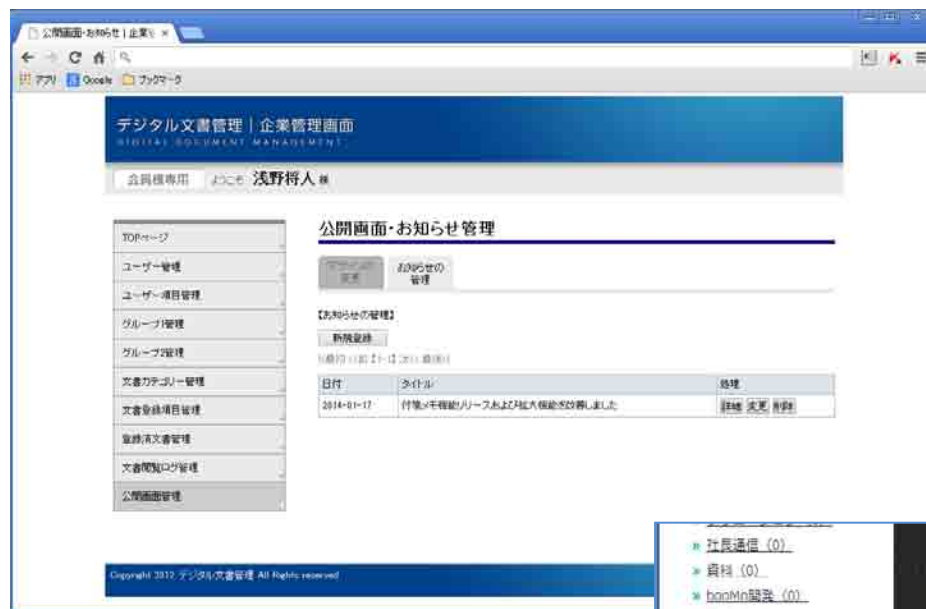 公開画面・お知らせ | 企業
アプリ Google ブックマーク
デジタル文書管理 | 企業管理画面
DIGITAL DOCUMENT MANAGEMENT
会員様専用 ようこそ 浅野将人 様
TOPページ
ユーザー管理
ユーザー項目管理
グループ1管理
グループ2管理
文書カテゴリー管理
文書登録項目管理
登録済文書管理
文書閲覧ログ管理
公開画面管理
公開画面・お知らせ管理
デザインの
変更
お知らせの
管理
【お知らせの管理】
新規登録
日付 タイトル 処理
2014-01-17 付箋メモ機能リリースおよび拡大機能を改善しました 詳細 変更 削除
» 社長通信 (0)
» 資料 (0)
» booMo開発 (0)
Copyright 2012 デジタル文書管理 All Rights reserved